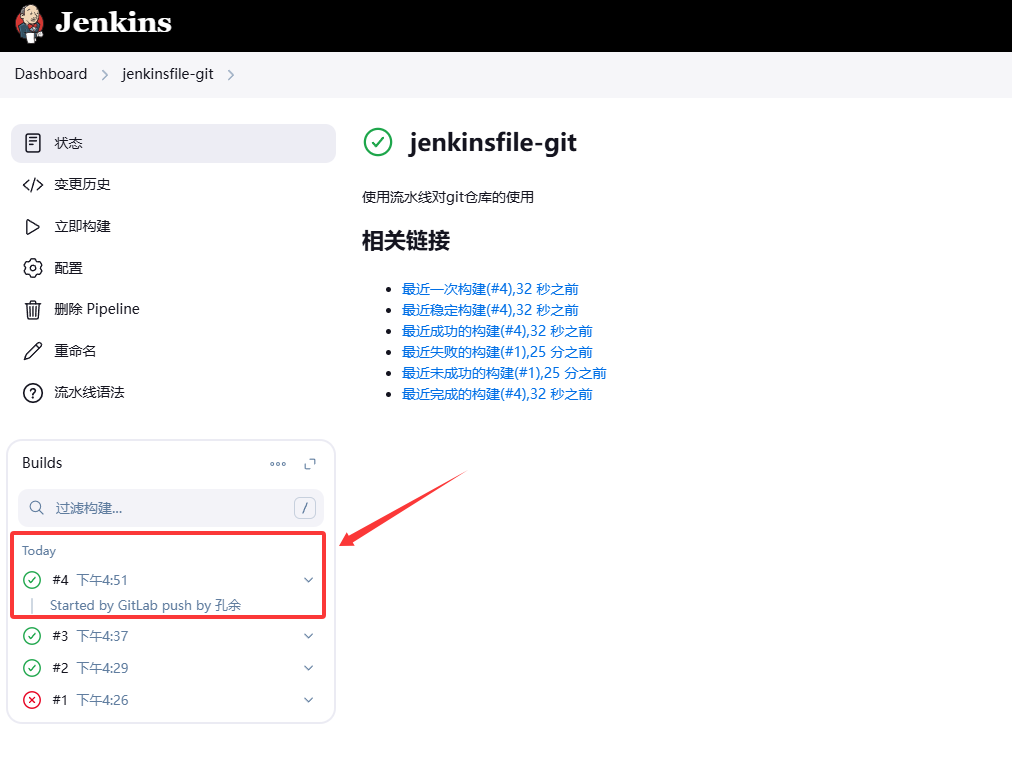 Jenkins
Dashboard
jenkinsfile-git
状态
变更历史
立即构建
配置
删除 Pipeline
重命名
流水线语法
jenkinsfile-git
使用流水线对git仓库的使用
相关链接
最近一次构建(#4),32 秒之前
最近稳定构建(#4),32 秒之前
最近成功的构建(#4),32 秒之前
最近失败的构建(#1),25 分之前
最近未成功的构建(#1),25 分之前
最近完成的构建(#4),32 秒之前
Builds
过滤构建...
/
Today
#4 下午4:51
Started by GitLab push by 孔余
#3 下午4:37
#2 下午4:29
#1 下午4:26